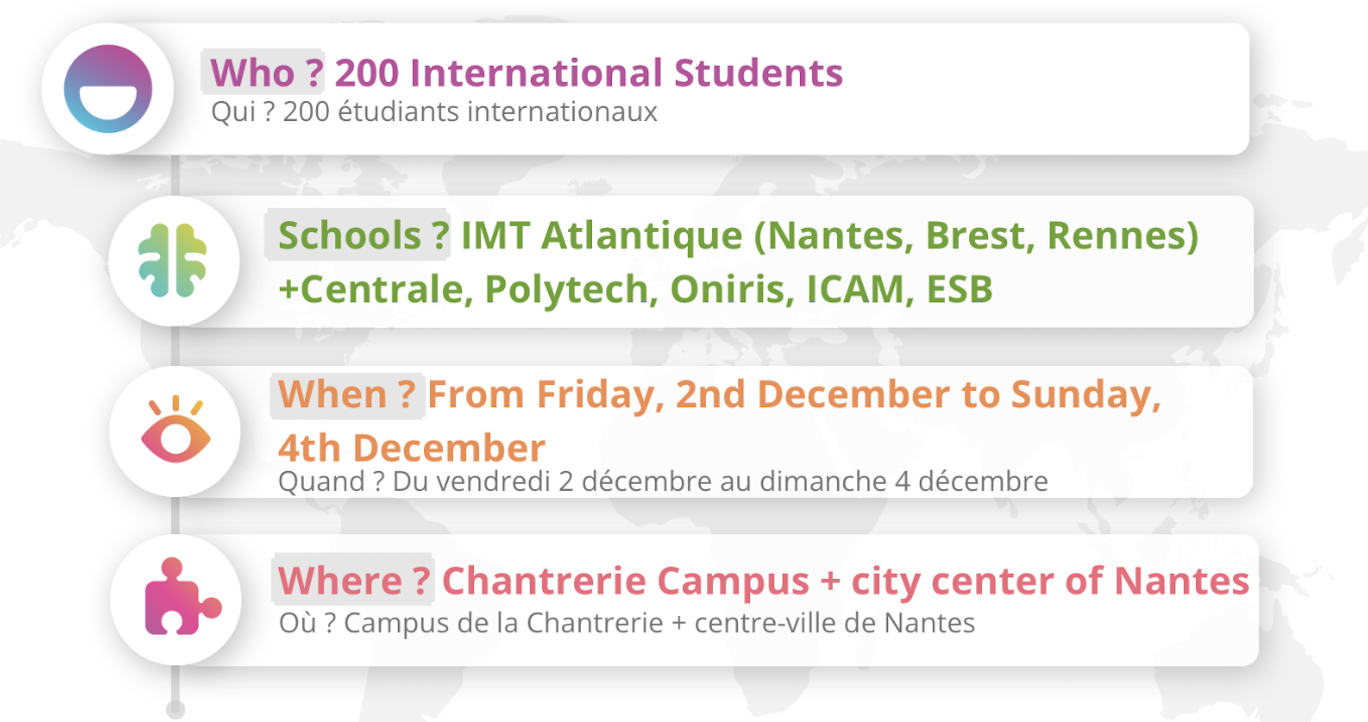 Who ? 200 International Students
Qui ? 200 étudiants internationaux
Schools ? IMT Atlantique (Nantes, Brest, Rennes)
+Centrale, Polytech, Oniris, ICAM, ESB
When ? From Friday, 2nd December to Sunday,
4th December
Quand ? Du vendredi 2 décembre au dimanche 4 décembre
Where ? Chantrerie Campus + city center of Nantes
Où ? Campus de la Chantrerie + centre-ville de Nantes